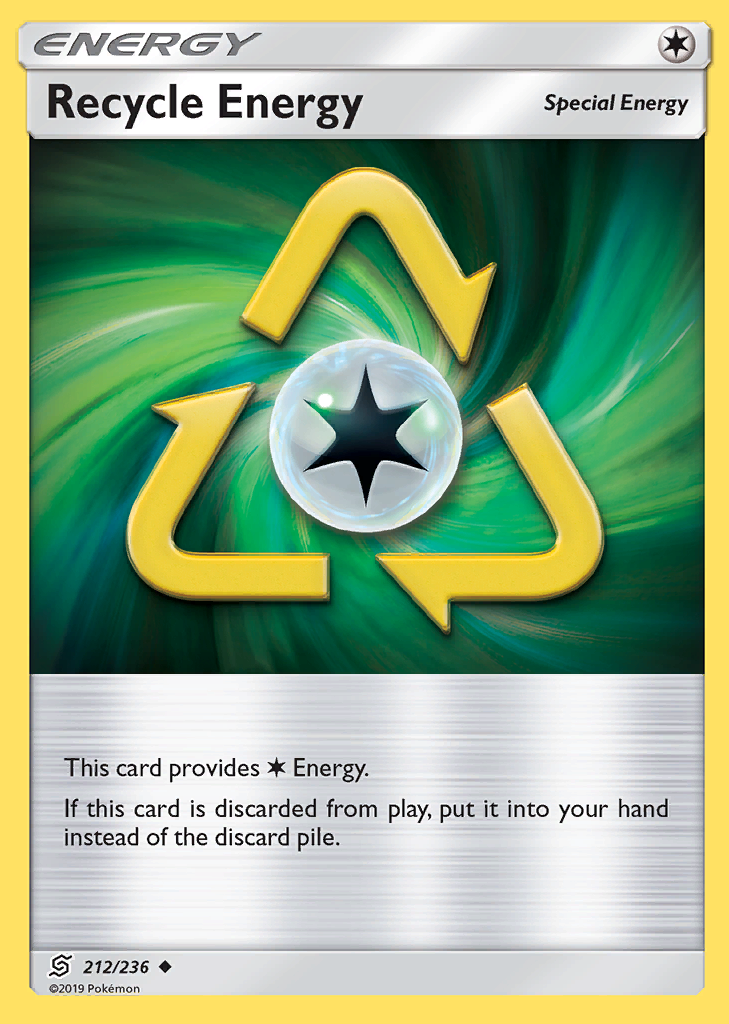 ENERGY
Recycle Energy
Special Energy
This card provides ✶ Energy.
If this card is discarded from play, put it into your hand
instead of the discard pile.
212/236 ◆
©2019 Pokémon